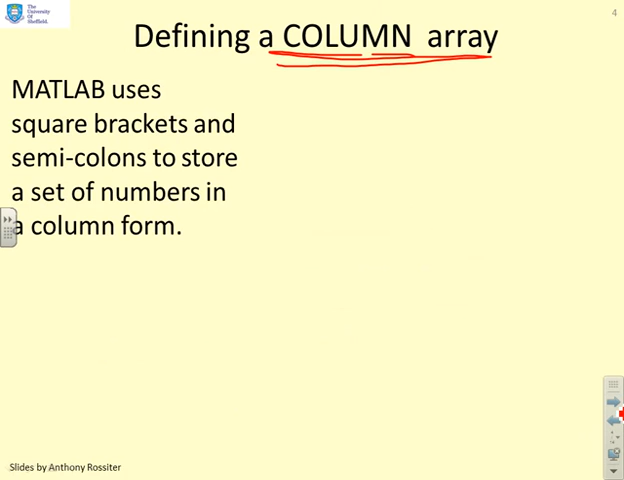 The
University
Of
Sheffield.
4
Defining a COLUMN array
MATLAB uses
square brackets and
semi-colons to store
a set of numbers in
a column form.
Slides by Anthony Rossiter